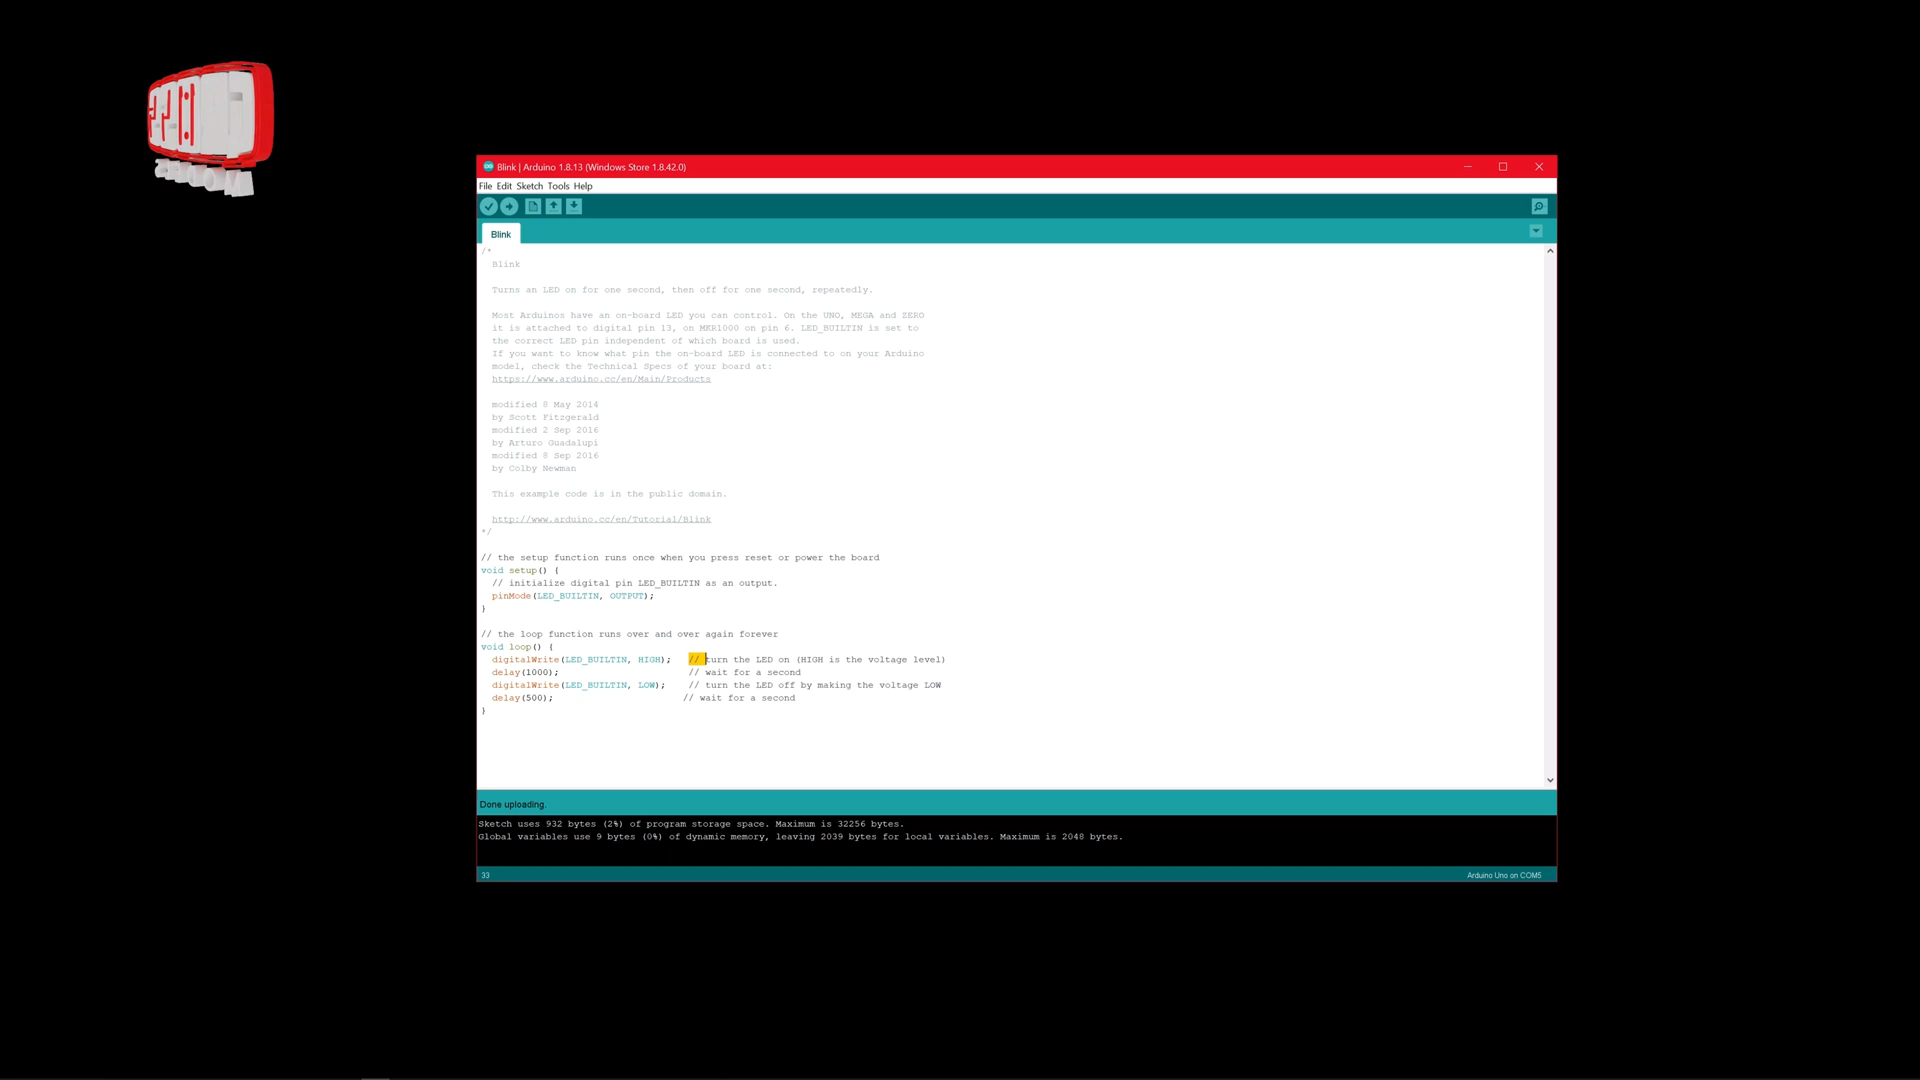 Blink | Arduino 1.8.13 (Windows Store 1.8.42.0)
File Edit Sketch Tools Help
Blink
/*
  Blink

  Turns an LED on for one second, then off for one second, repeatedly.

  Most Arduinos have an on-board LED you can control. On the UNO, MEGA and ZERO
  it is attached to digital pin 13, on MKR1000 on pin 6. LED_BUILTIN is set to
  the correct LED pin independent of which board is used.
  If you want to know what pin the on-board LED is connected to on your Arduino
  model, check the Technical Specs of your board at:
  https://www.arduino.cc/en/Main/Products

  modified 8 May 2014
  by Scott Fitzgerald
  modified 2 Sep 2016
  by Arturo Guadalupi
  modified 8 Sep 2016
  by Colby Newman

  This example code is in the public domain.

  http://www.arduino.cc/en/Tutorial/Blink
*/

// the setup function runs once when you press reset or power the board
void setup() {
  // initialize digital pin LED_BUILTIN as an output.
  pinMode(LED_BUILTIN, OUTPUT);
}

// the loop function runs over and over again forever
void loop() {
  digitalWrite(LED_BUILTIN, HIGH);   // turn the LED on (HIGH is the voltage level)
  delay(1000);                       // wait for a second
  digitalWrite(LED_BUILTIN, LOW);    // turn the LED off by making the voltage LOW
  delay(500);                       // wait for a second
}
Done uploading.
Sketch uses 932 bytes (2%) of program storage space. Maximum is 32256 bytes.
Global variables use 9 bytes (0%) of dynamic memory, leaving 2039 bytes for local variables. Maximum is 2048 bytes.
33
Arduino Uno on COM5